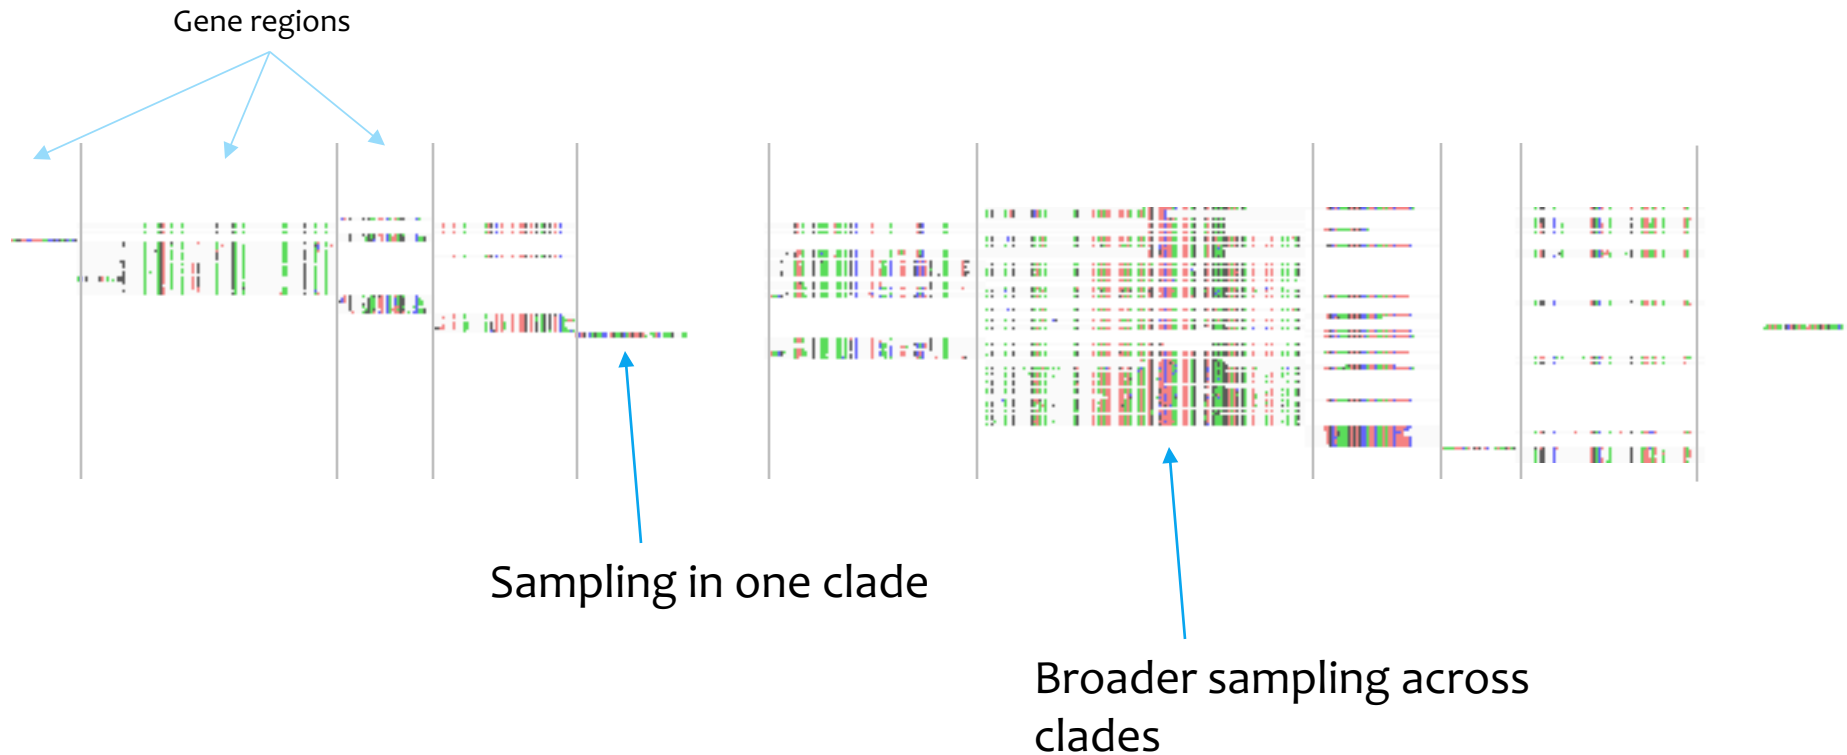 Gene regions
Sampling in one clade
Broader sampling across
clades